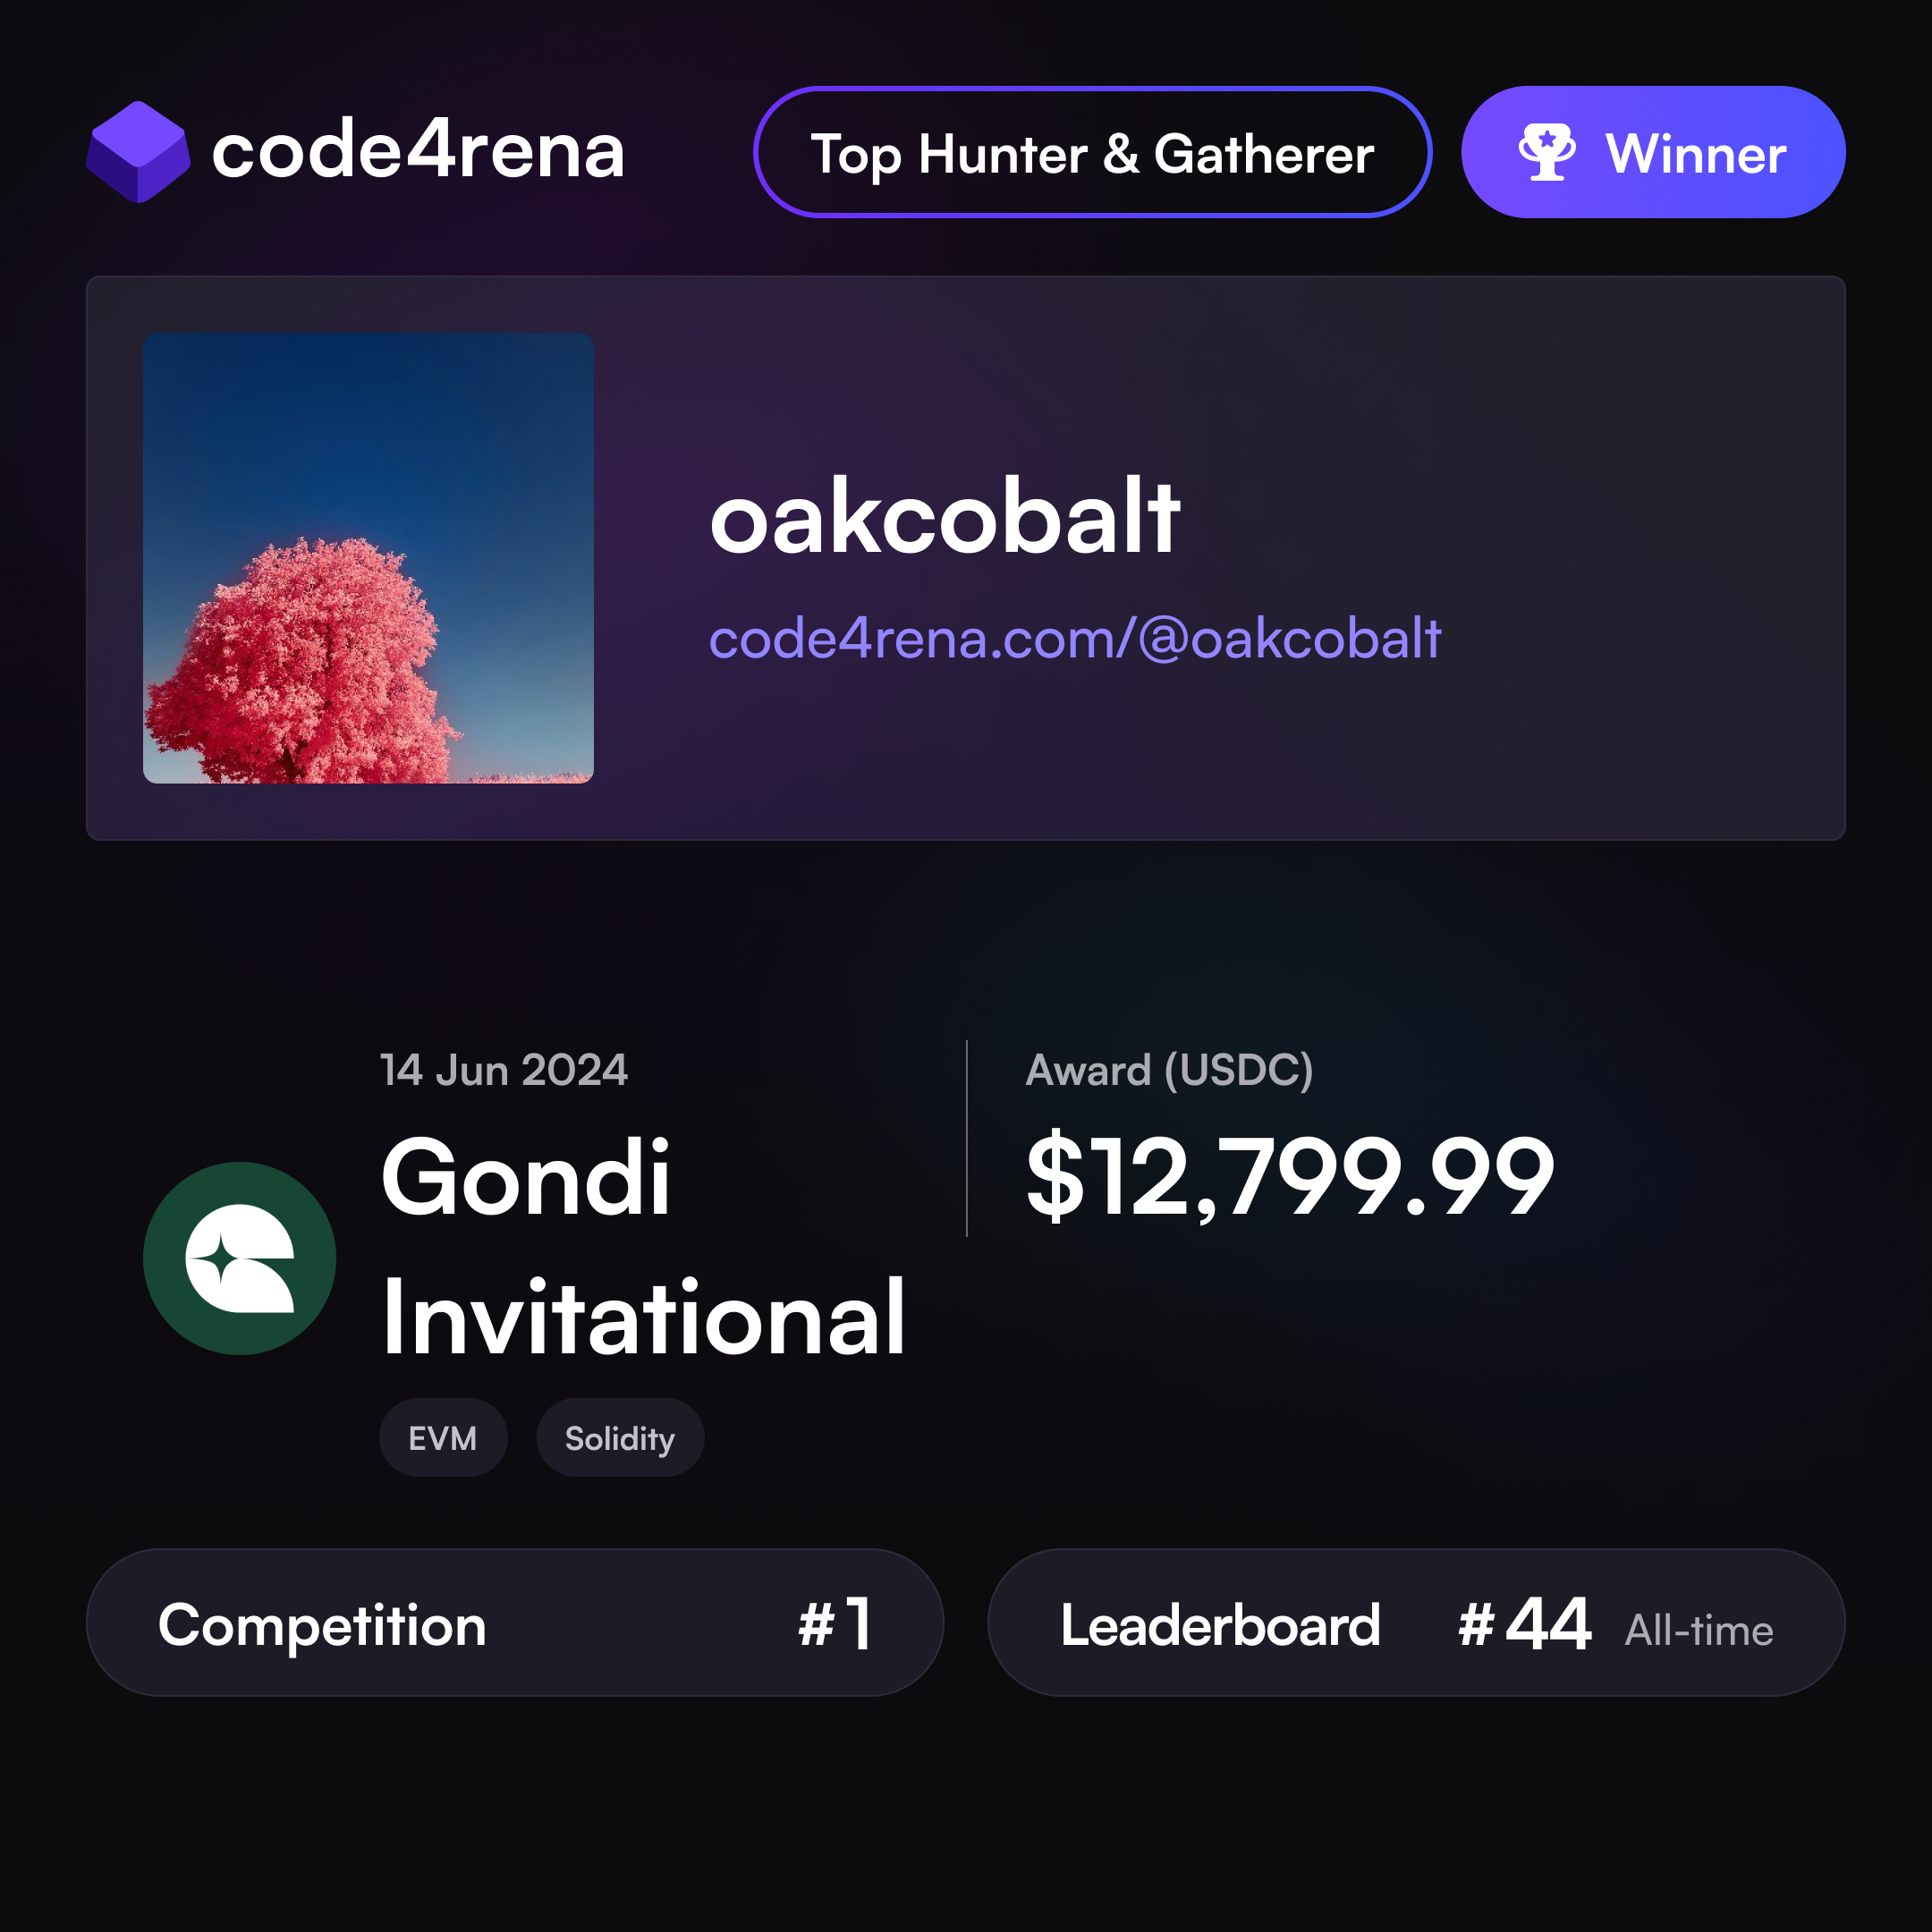 code4rena
Top Hunter & Gatherer
Winner
oakcobalt
code4rena.com/@oakcobalt
14 Jun 2024
Gondi
Invitational
EVM
Solidity
Award (USDC)
$12,799.99
Competition
#1
Leaderboard
#44 All-time